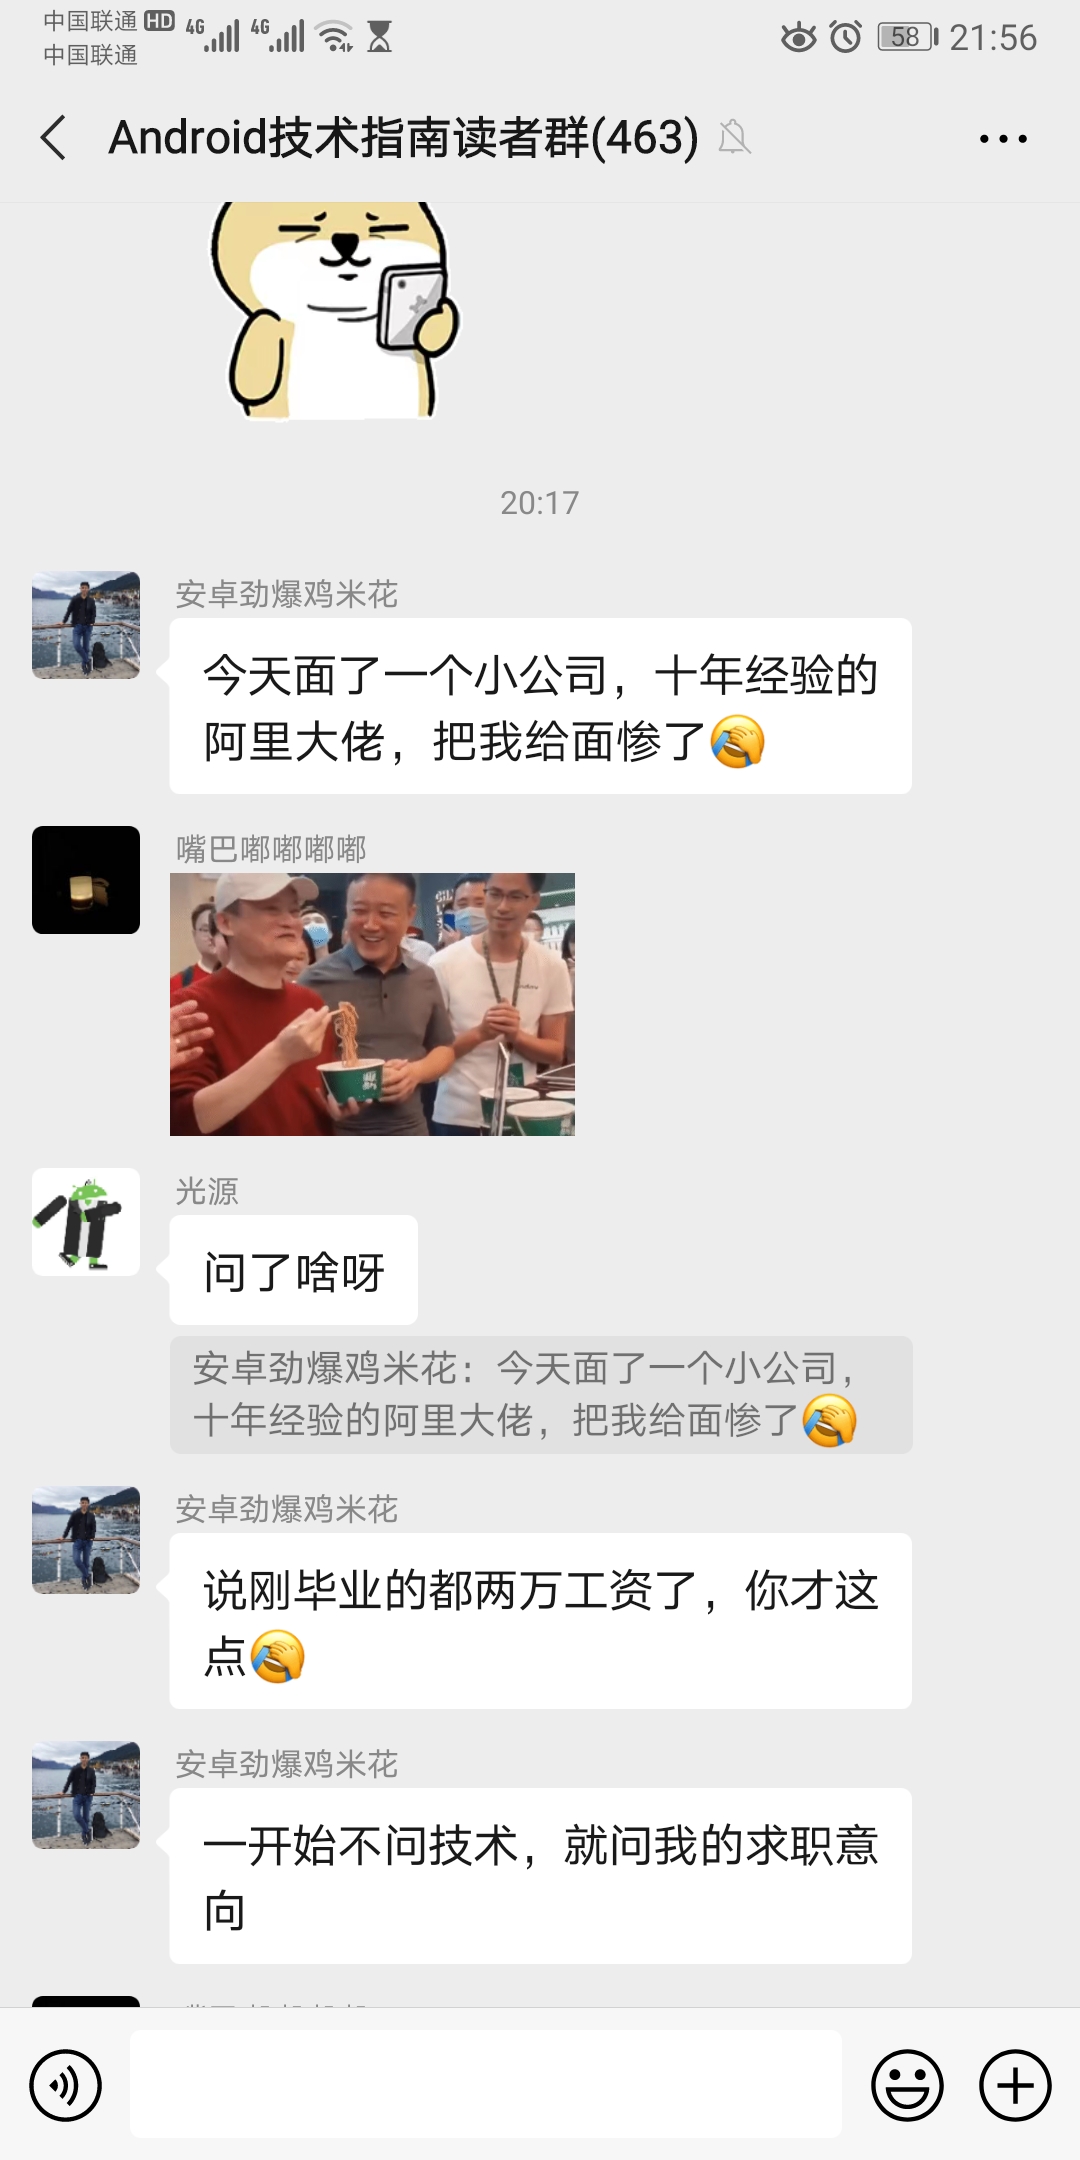 中国联通 HD 4G 4G 58 21:56
中国联通
Android技术指南读者群(463)
20:17
安卓劲爆鸡米花
今天面了一个小公司，十年经验的
阿里大佬，把我给面惨了🤦
嘴巴嘟嘟嘟嘟
光源
问了啥呀
安卓劲爆鸡米花：今天面了一个小公司，
十年经验的阿里大佬，把我给面惨了🤦
安卓劲爆鸡米花
说刚毕业的都两万工资了，你才这
点🤦
安卓劲爆鸡米花
一开始不问技术，就问我的求职意
向